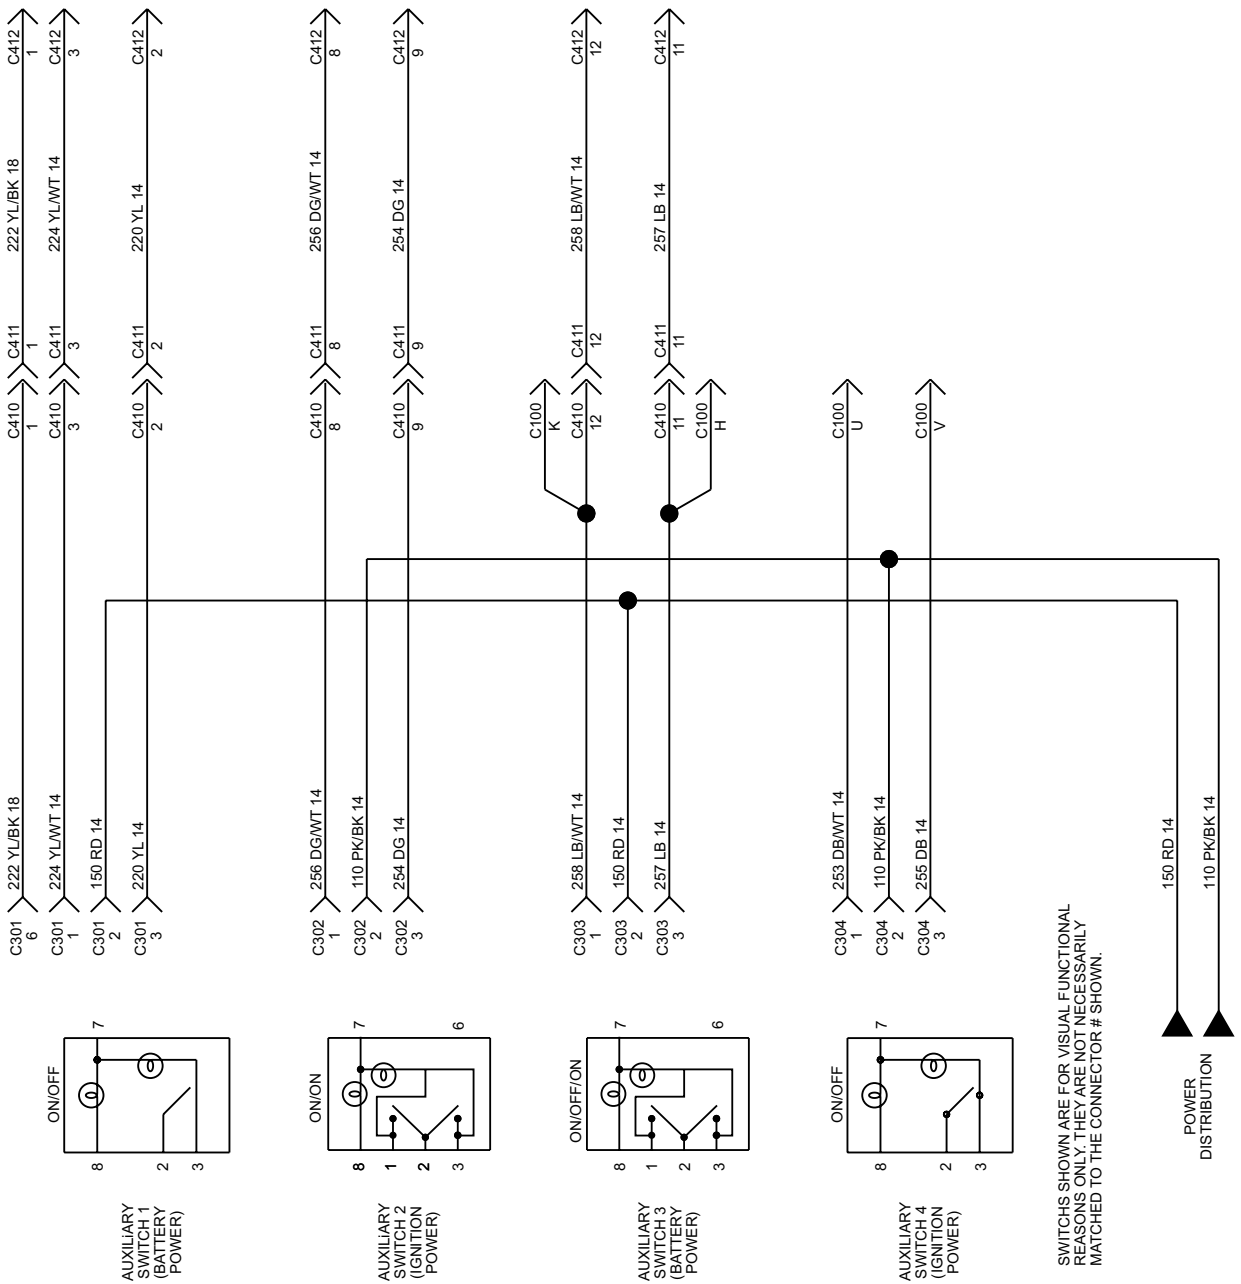 C412
1
C412
3
C412
2
C412
8
C412
9
C412
12
C412
11
222 YL/BK 18
224 YL/WT 14
220 YL 14
256 DG/WT 14
254 DG 14
258 LB/WT 14
257 LB 14
C411
1
C411
3
C411
2
C411
8
C411
9
C411
12
C411
11
C410
1
C410
3
C410
2
C410
8
C410
9
C100
K
C410
12
C410
11
C100
H
C100
U
C100
V
222 YL/BK 18
224 YL/WT 14
150 RD 14
220 YL 14
256 DG/WT 14
110 PK/BK 14
254 DG 14
258 LB/WT 14
150 RD 14
257 LB 14
253 DB/WT 14
110 PK/BK 14
255 DB 14
150 RD 14
110 PK/BK 14
C301
6
C301
1
C301
2
C301
3
C302
1
C302
2
C302
3
C303
1
C303
2
C303
3
C304
1
C304
2
C304
3
ON/OFF
7
8
2
3
AUXILiARY
SWITCH 1
(BATTERY
POWER)
ON/ON
7
6
8
1
2
3
AUXILiARY
SWITCH 2
(IGNITION
POWER)
ON/OFF/ON
7
6
8
1
2
3
AUXILIARY
SWITCH 3
(BATTERY
POWER)
ON/OFF
7
8
2
3
AUXILIARY
SWITCH 4
(IGNITION
POWER)
SWITCHS SHOWN ARE FOR VISUAL FUNCTIONAL
REASONS ONLY. THEY ARE NOT NECESSARILY
MATCHED TO THE CONNECTOR # SHOWN.
POWER
DISTRIBUTION